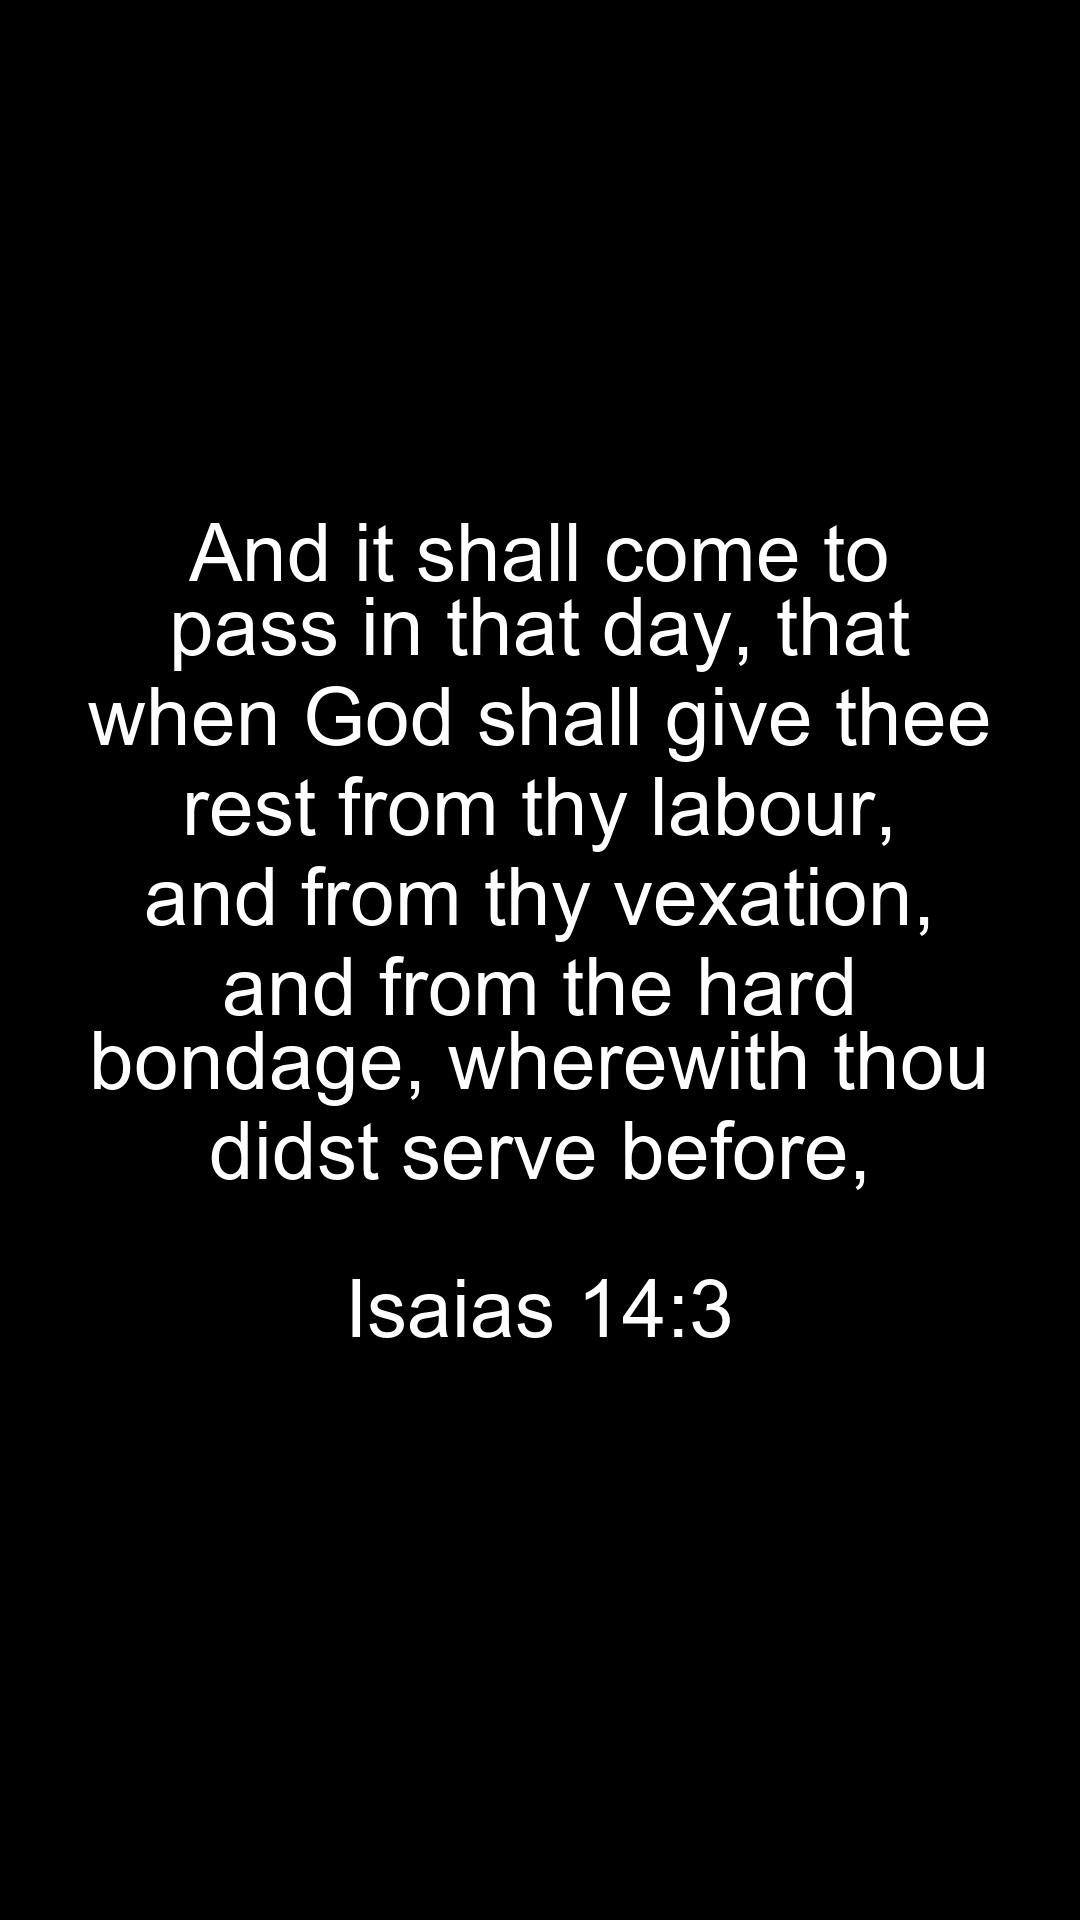 And it shall come to
pass in that day, that
when God shall give thee
rest from thy labour,
and from thy vexation,
and from the hard
bondage, wherewith thou
didst serve before,
Isaias 14:3